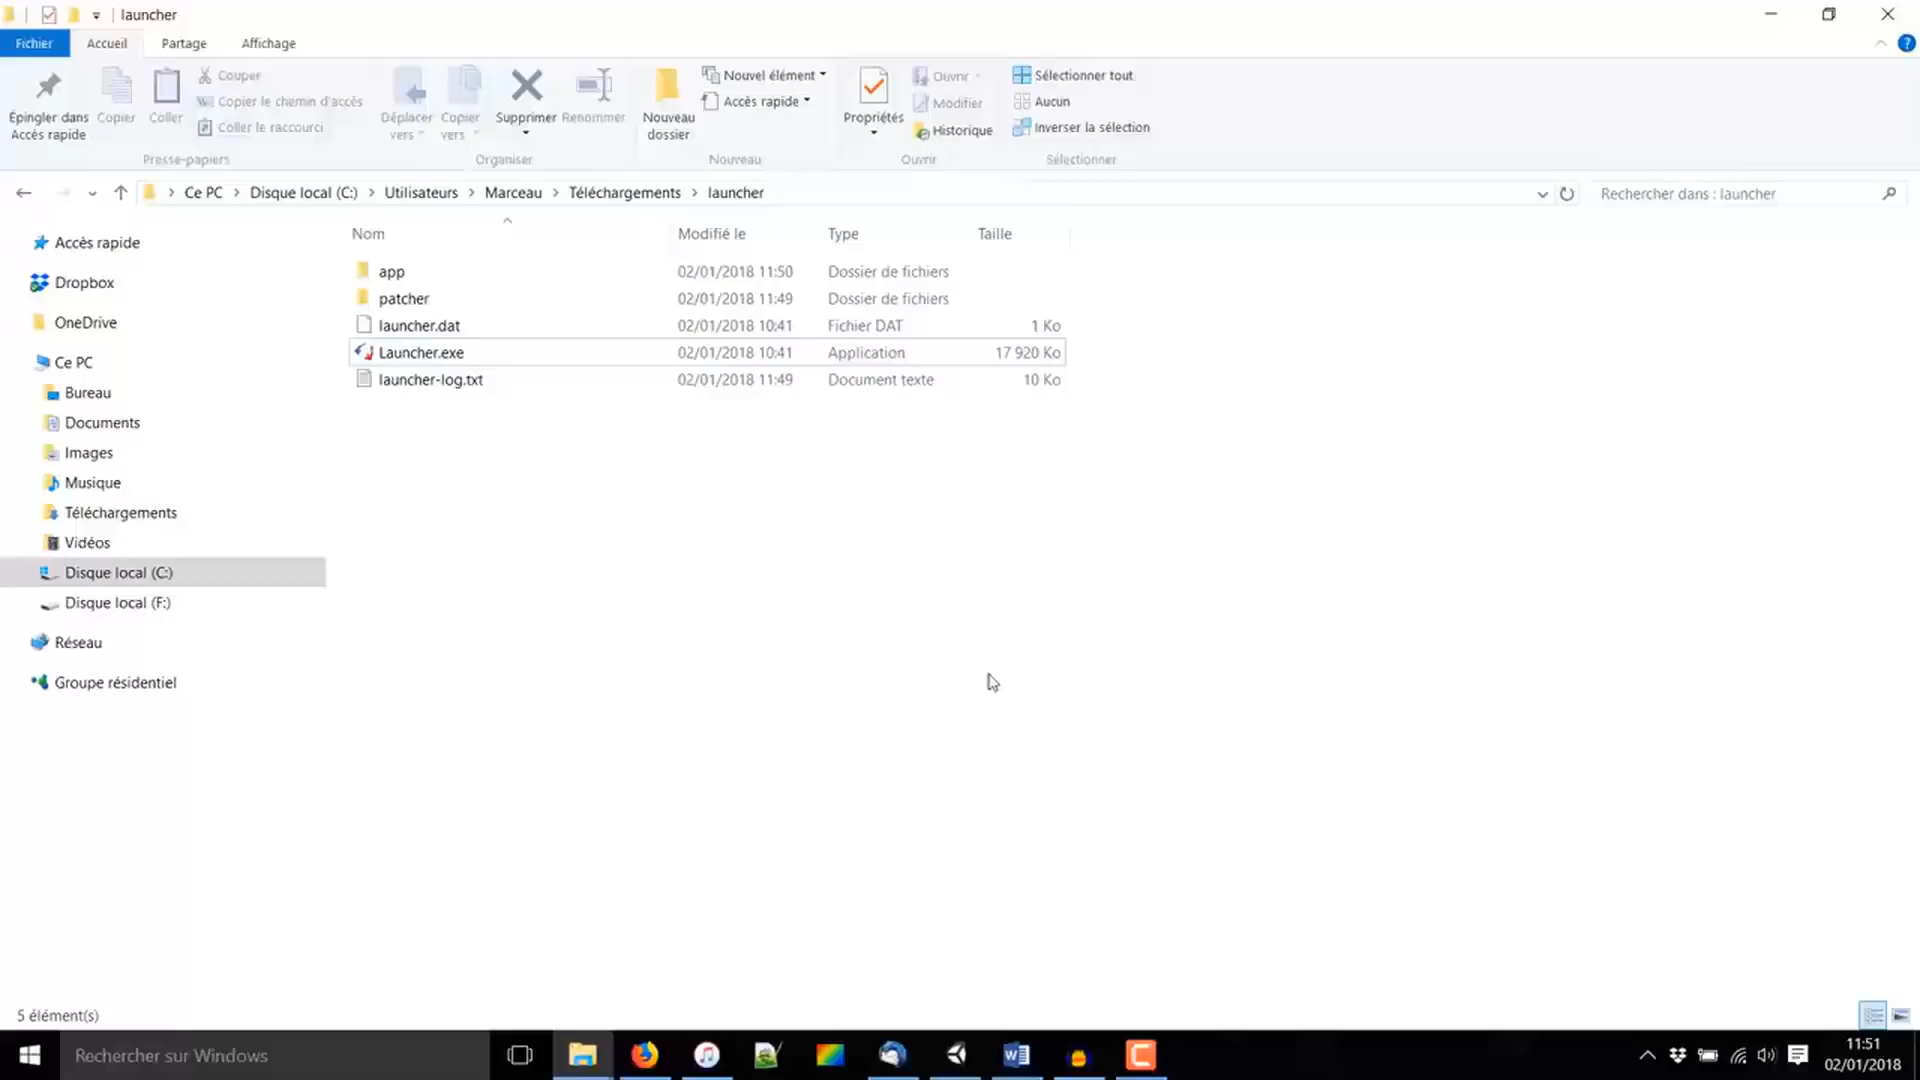 launcher
Fichier Accueil Partage Affichage
Épingler dans Accès rapide
Copier
Coller
Couper
Copier le chemin d'accès
Coller le raccourci
Presse-papiers
Déplacer vers
Copier vers
Supprimer
Renommer
Organiser
Nouveau dossier
Nouvel élément
Accès rapide
Nouveau
Propriétés
Ouvrir
Modifier
Historique
Ouvrir
Sélectionner tout
Aucun
Inverser la sélection
Sélectionner
Ce PC Disque local (C:) Utilisateurs Marceau Téléchargements launcher
Rechercher dans : launcher
Accès rapide
Dropbox
OneDrive
Ce PC
Bureau
Documents
Images
Musique
Téléchargements
Vidéos
Disque local (C:)
Disque local (F:)
Réseau
Groupe résidentiel
Nom Modifié le Type Taille
app 02/01/2018 11:50 Dossier de fichiers
patcher 02/01/2018 11:49 Dossier de fichiers
launcher.dat 02/01/2018 10:41 Fichier DAT 1 Ko
Launcher.exe 02/01/2018 10:41 Application 17 920 Ko
launcher-log.txt 02/01/2018 11:49 Document texte 10 Ko
5 élément(s)
Rechercher sur Windows
11:51
02/01/2018